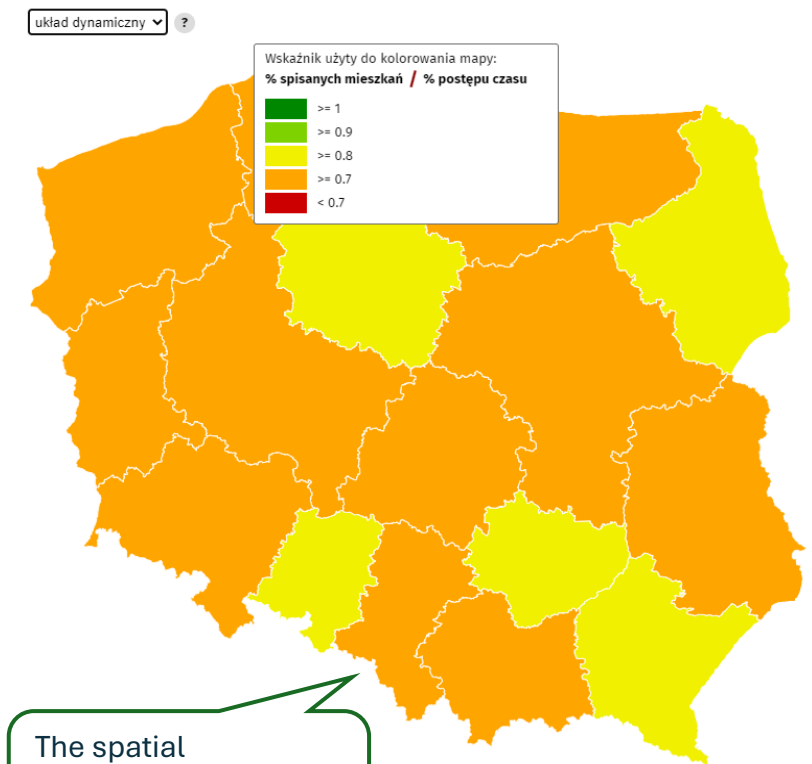 układ dynamiczny ?
Wskaźnik użyty do kolorowania mapy:
% spisanych mieszkań / % postępu czasu
>= 1
>= 0.9
>= 0.8
>= 0.7
< 0.7
The spatial